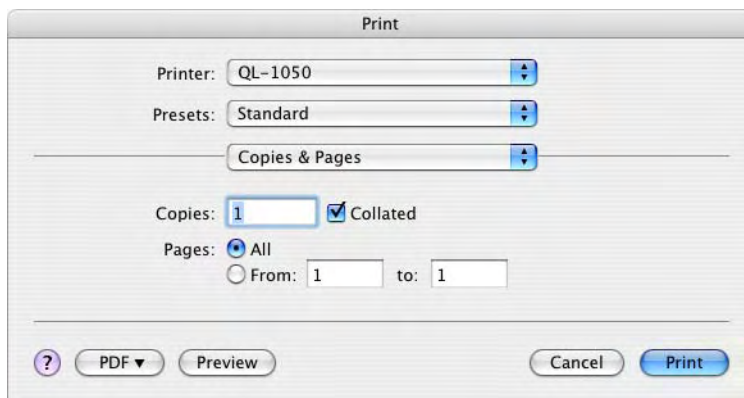 Print
Printer: QL-1050
Presets: Standard
Copies & Pages
Copies: 1 Collated
Pages: All
From: 1 to: 1
? PDF ▼ Preview Cancel Print